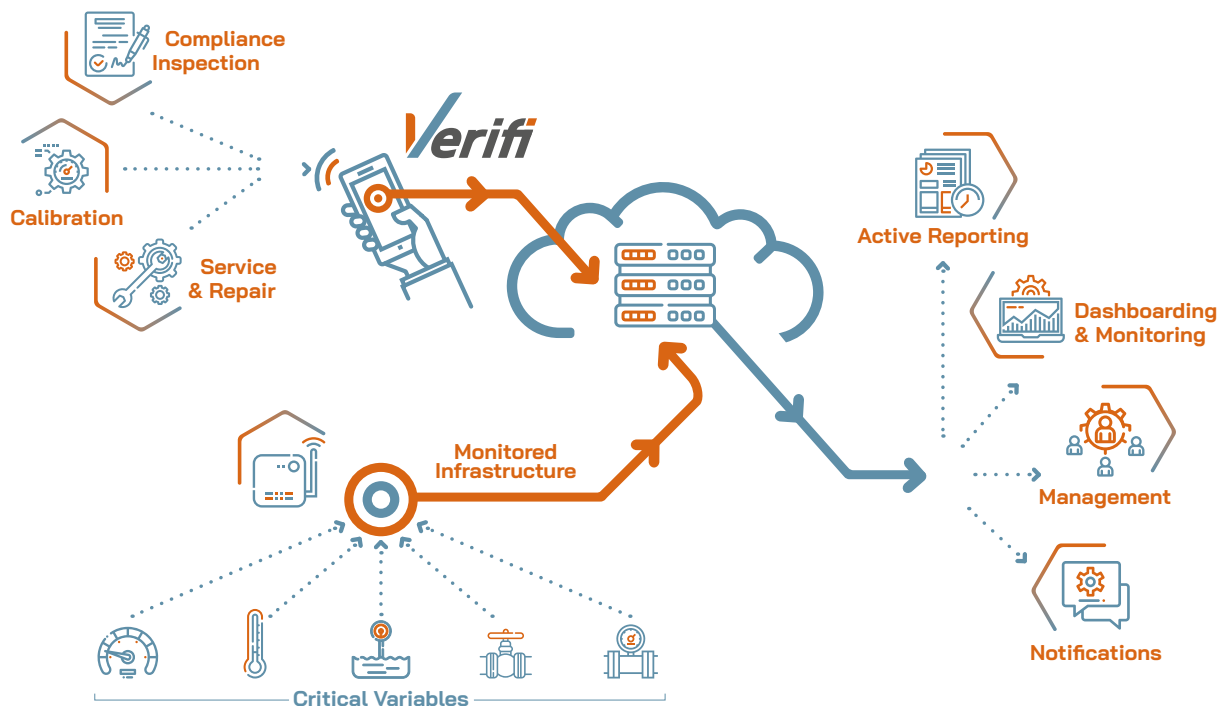 Compliance
Inspection
Calibration
Service
& Repair
Verifi
Active Reporting
Dashboarding
& Monitoring
Management
Notifications
Monitored
Infrastructure
Critical Variables